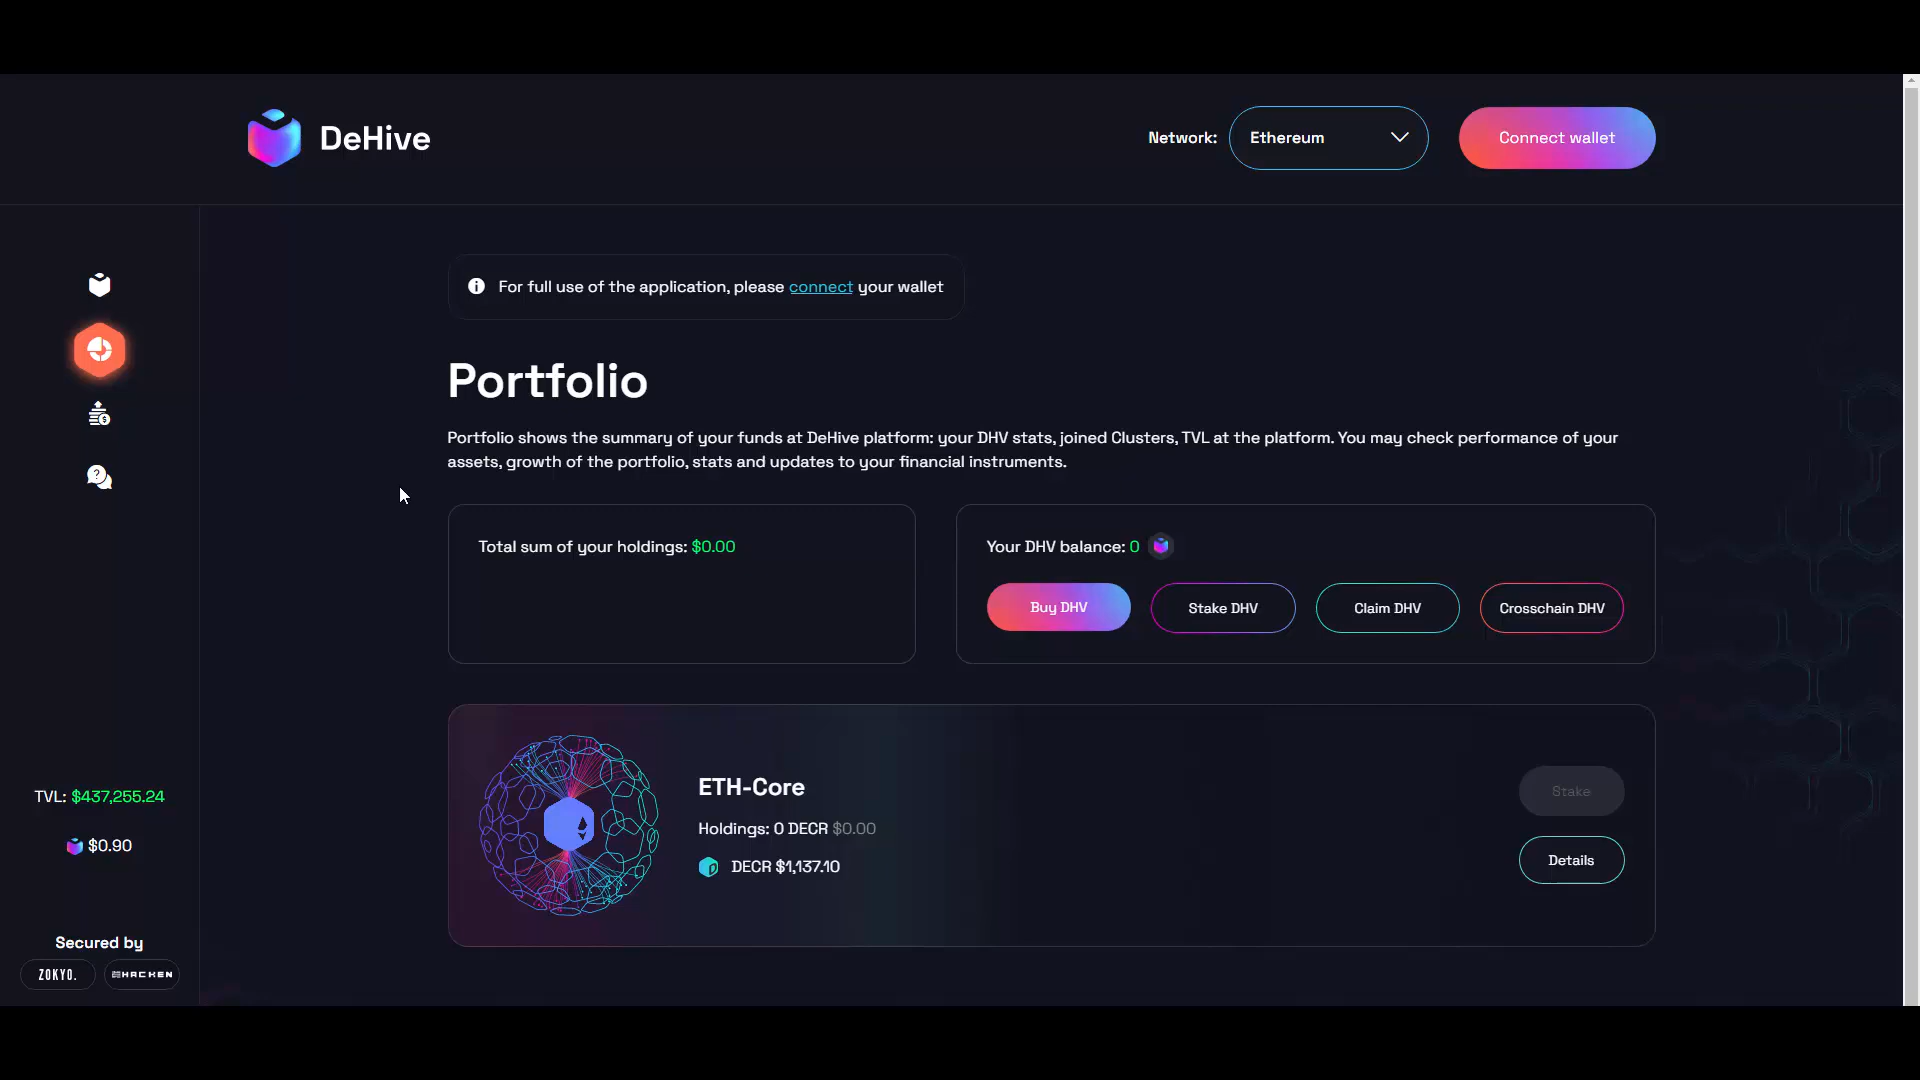 DeHive
Network:
Ethereum
Connect wallet
For full use of the application, please connect your wallet
Portfolio
Portfolio shows the summary of your funds at DeHive platform: your DHV stats, joined Clusters, TVL at the platform. You may check performance of your
assets, growth of the portfolio, stats and updates to your financial instruments.
Total sum of your holdings: $0.00
Your DHV balance: 0
Buy DHV
Stake DHV
Claim DHV
Crosschain DHV
ETH-Core
Holdings: 0 DECR $0.00
DECR $1,137.10
Stake
Details
TVL: $437,255.24
$0.90
Secured by
ZOKYO.
HACKEN